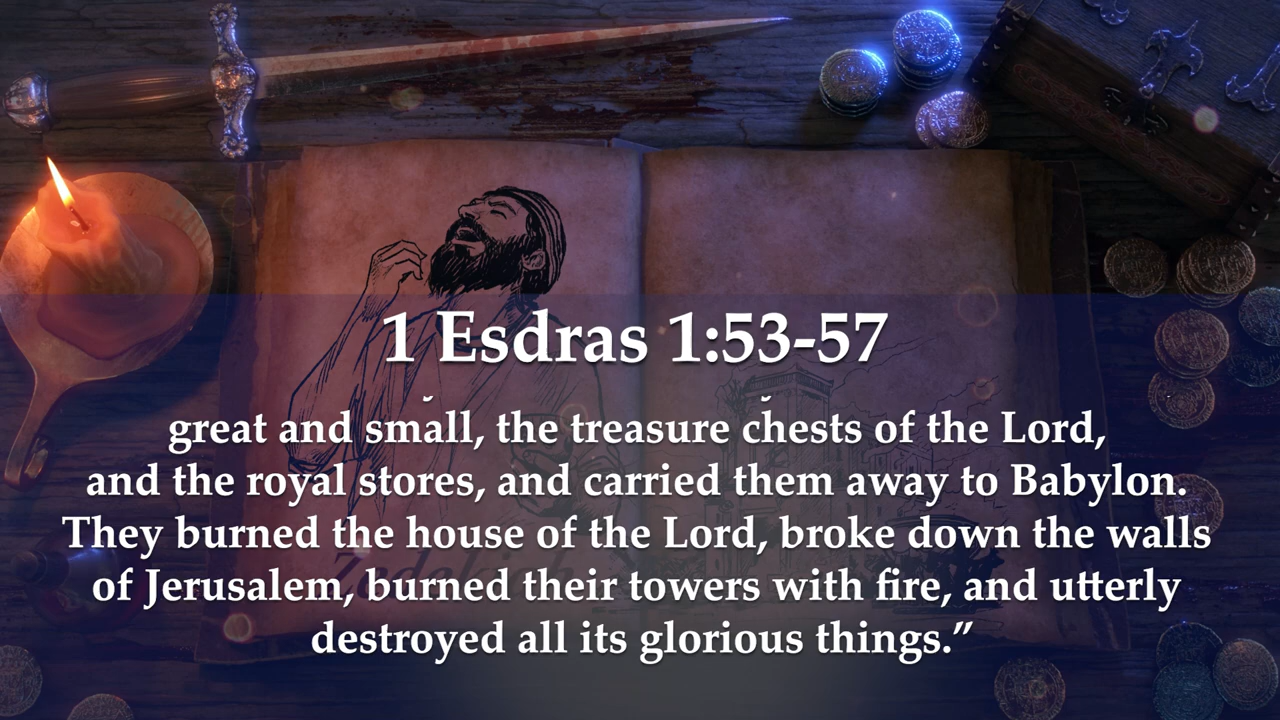 1 Esdras 1:53-57
great and small, the treasure chests of the Lord,
and the royal stores, and carried them away to Babylon.
They burned the house of the Lord, broke down the walls
of Jerusalem, burned their towers with fire, and utterly
destroyed all its glorious things.”